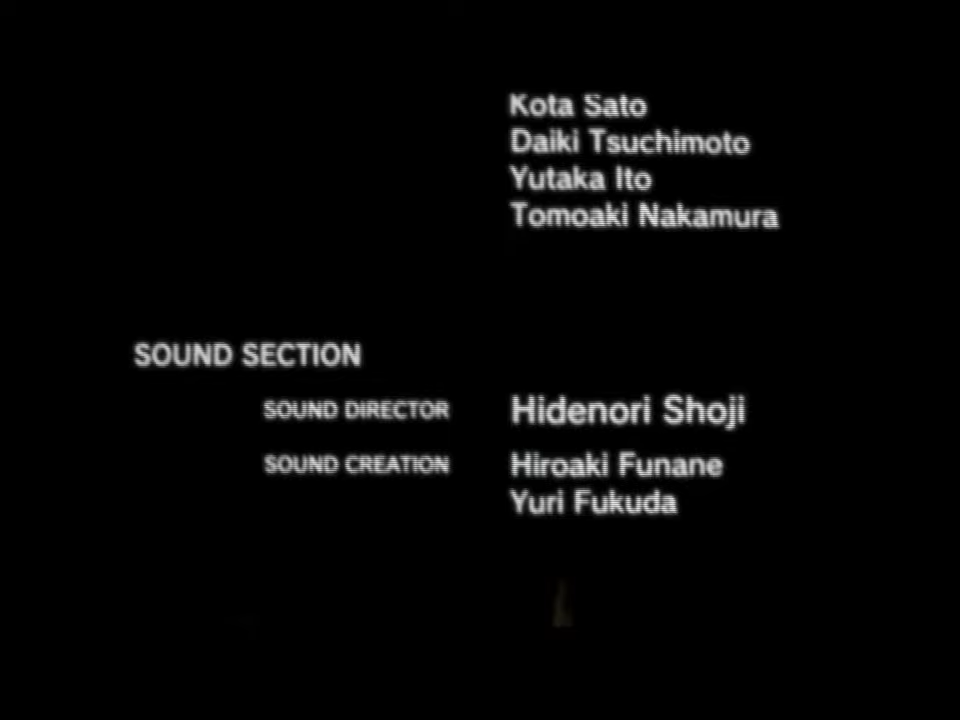 Kota Sato
Daiki Tsuchimoto
Yutaka Ito
Tomoaki Nakamura
SOUND SECTION
SOUND DIRECTOR Hidenori Shoji
SOUND CREATION Hiroaki Funane
Yuri Fukuda